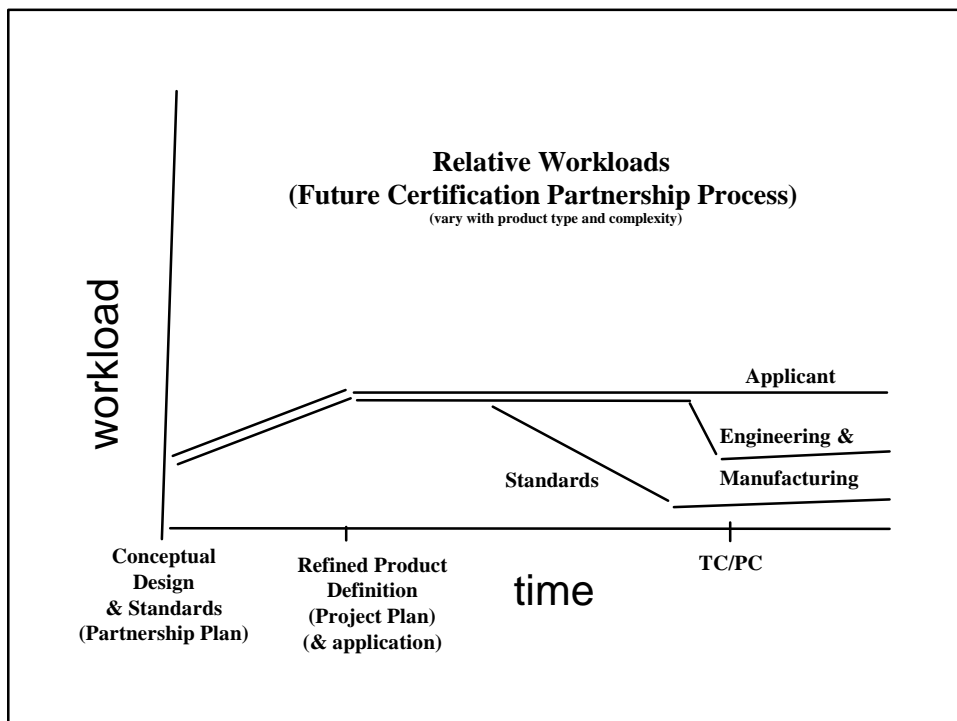 Relative Workloads
(Future Certification Partnership Process)
(vary with product type and complexity)
workload
Applicant
Engineering &
Manufacturing
Standards
Conceptual
Design
& Standards
(Partnership Plan)
Refined Product
Definition
(Project Plan)
(& application)
time
TC/PC